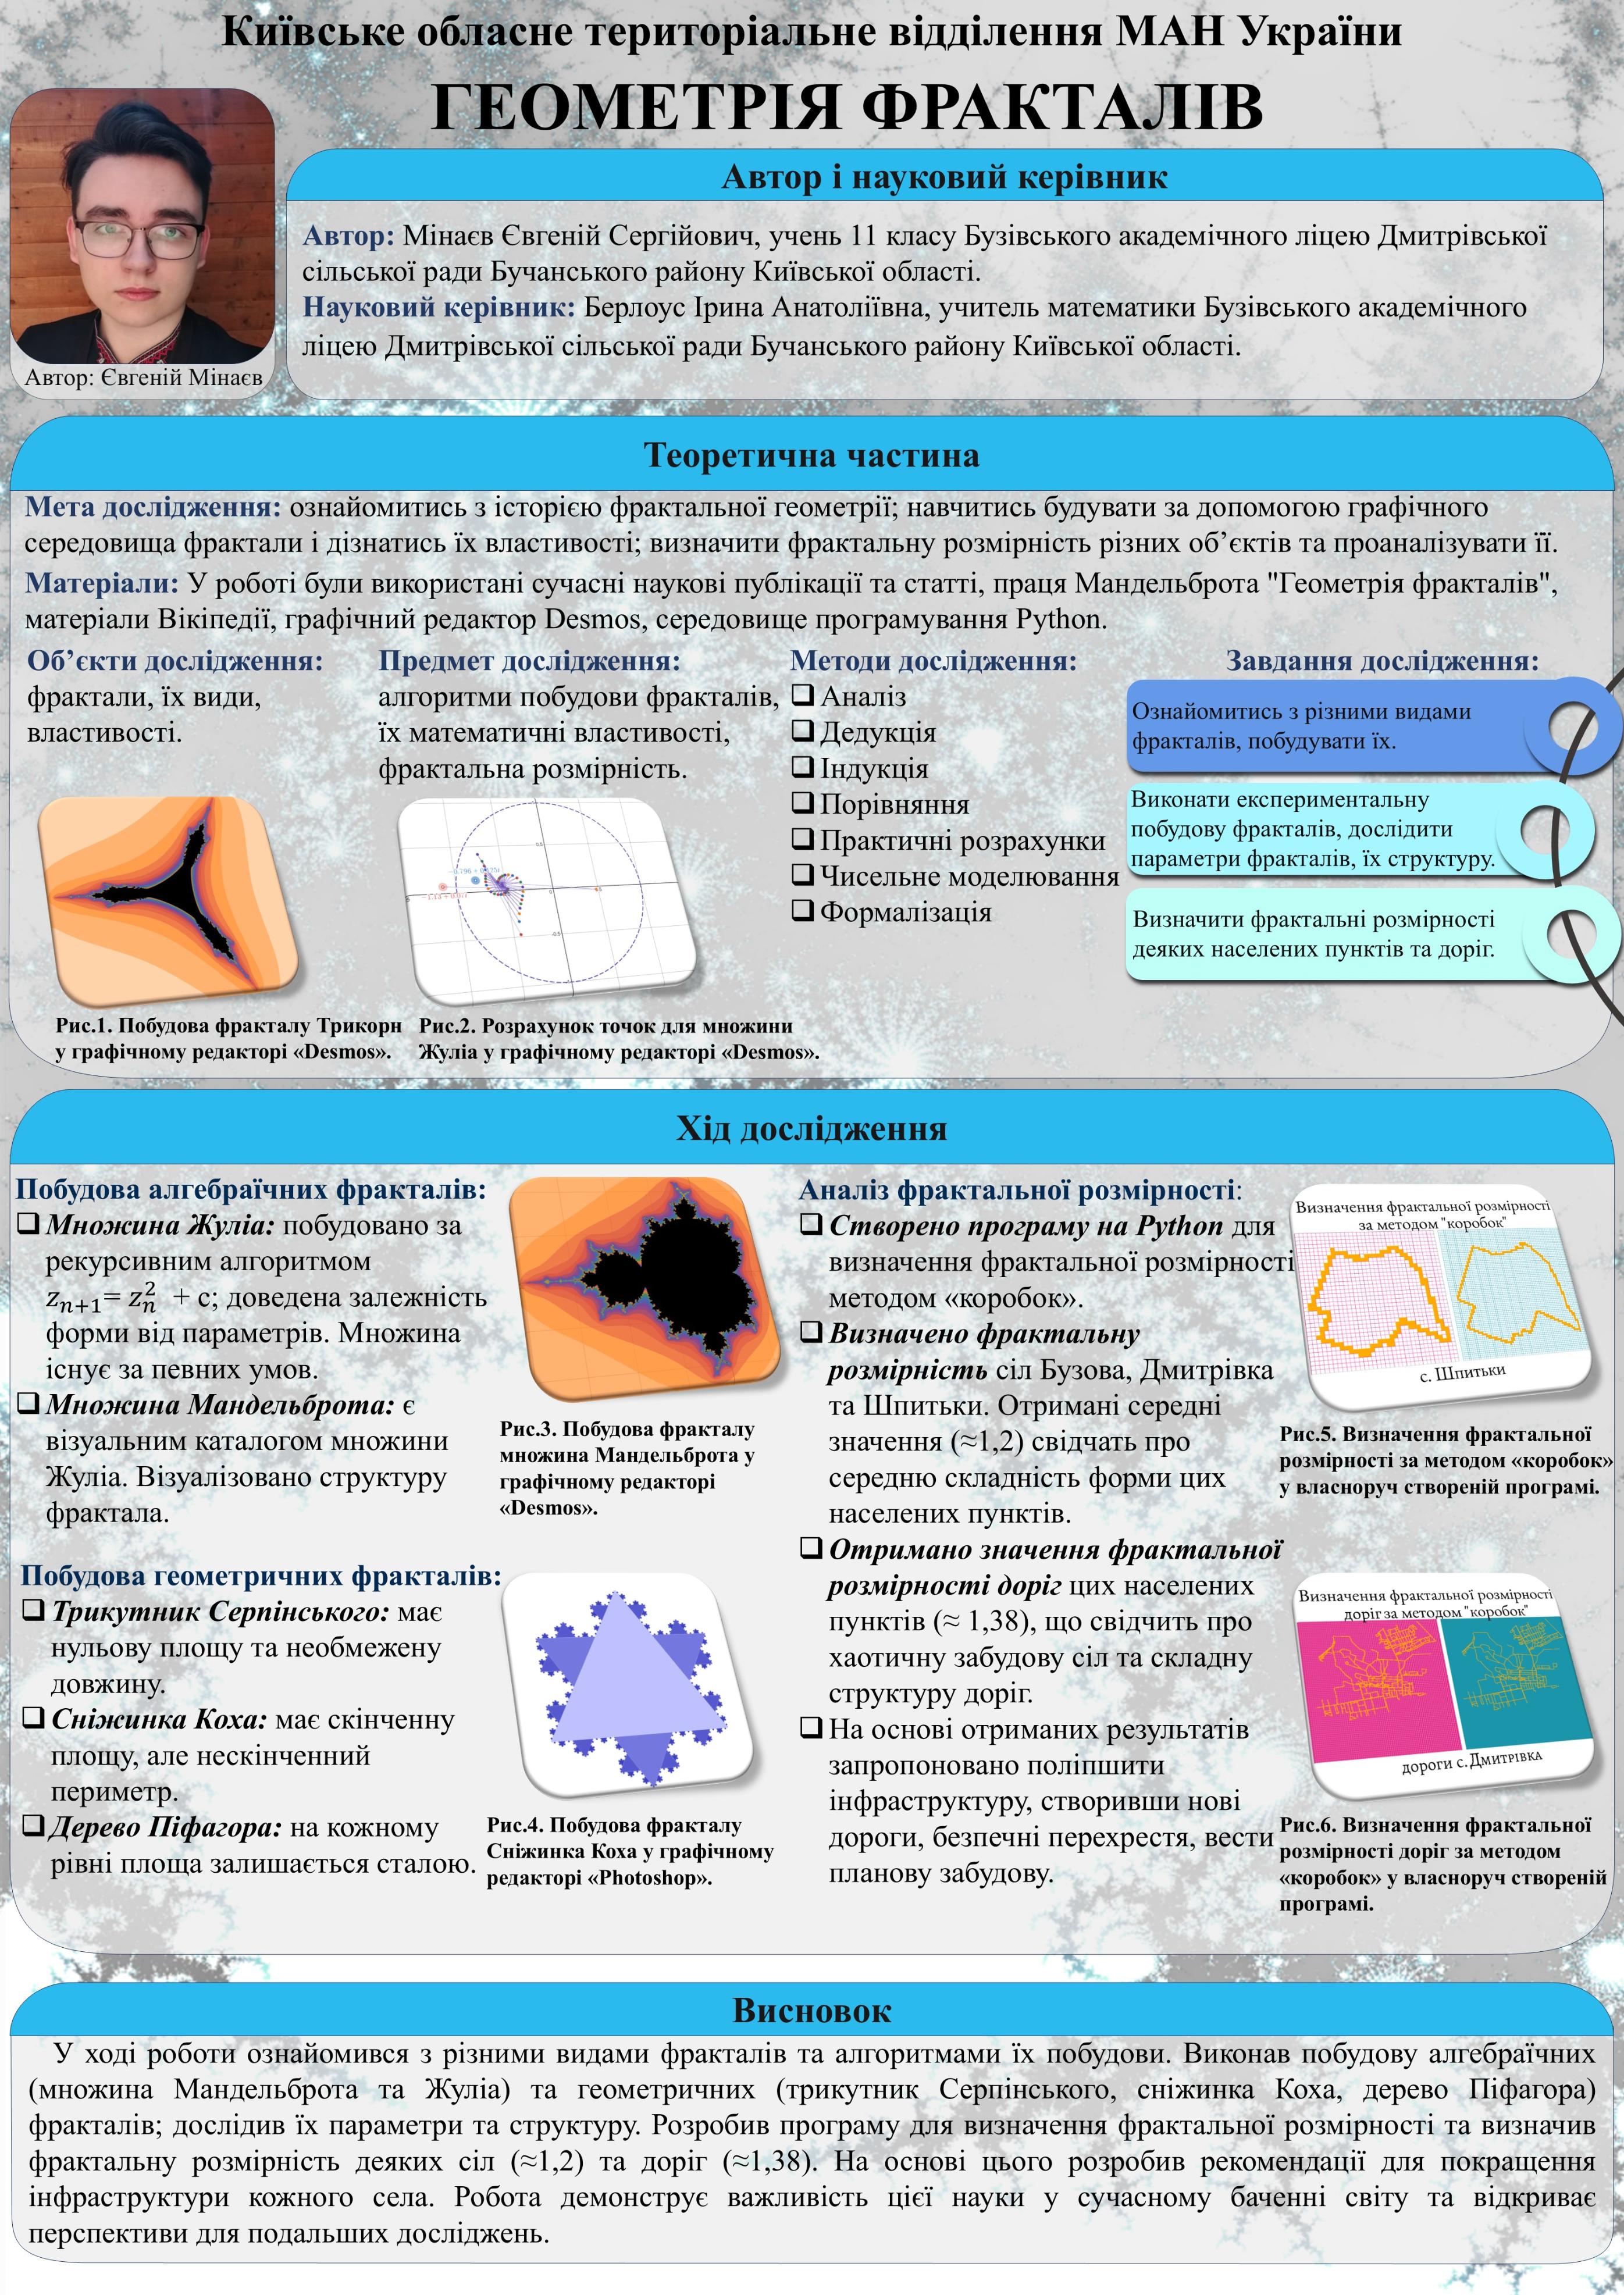 Київське обласне територіальне відділення МАН України
ГЕОМЕТРІЯ ФРАКТАЛІВ
Автор: Євгеній Мінаєв
Автор і науковий керівник
Автор: Мінаєв Євгеній Сергійович, учень 11 класу Бузівського академічного ліцею Дмитрівської
сільської ради Бучанського району Київської області.
Науковий керівник: Берлоус Ірина Анатоліївна, учитель математики Бузівського академічного
ліцею Дмитрівської сільської ради Бучанського району Київської області.
Теоретична частина
Мета дослідження: ознайомитись з історією фрактальної геометрії; навчитись будувати за допомогою графічного
середовища фрактали і дізнатись їх властивості; визначити фрактальну розмірність різних об’єктів та проаналізувати її.
Матеріали: У роботі були використані сучасні наукові публікації та статті, праця Мандельброта "Геометрія фракталів",
матеріали Вікіпедії, графічний редактор Desmos, середовище програмування Python.
Об’єкти дослідження:
фрактали, їх види,
властивості.
Предмет дослідження:
алгоритми побудови фракталів,
їх математичні властивості,
фрактальна розмірність.
Методи дослідження:
❑ Аналіз
❑ Дедукція
❑ Індукція
❑ Порівняння
❑ Практичні розрахунки
❑ Чисельне моделювання
❑ Формалізація
Завдання дослідження:
Ознайомитись з різними видами
фракталів, побудувати їх.
Виконати експериментальну
побудову фракталів, дослідити
параметри фракталів, їх структуру.
Визначити фрактальні розмірності
деяких населених пунктів та доріг.
Рис.1. Побудова фракталу Трикорн
у графічному редакторі «Desmos».
Рис.2. Розрахунок точок для множини
Жуліа у графічному редакторі «Desmos».
Хід дослідження
Побудова алгебраїчних фракталів:
❑ Множина Жуліа: побудовано за
рекурсивним алгоритмом
zₙ₊₁= zₙ² + c; доведена залежність
форми від параметрів. Множина
існує за певних умов.
❑ Множина Мандельброта: є
візуальним каталогом множини
Жуліа. Візуалізовано структуру
фрактала.
Рис.3. Побудова фракталу
множина Мандельброта у
графічному редакторі
«Desmos».
Побудова геометричних фракталів:
❑ Трикутник Серпінського: має
нульову площу та необмежену
довжину.
❑ Сніжинка Коха: має скінченну
площу, але нескінченний
периметр.
❑ Дерево Піфагора: на кожному
рівні площа залишається сталою.
Рис.4. Побудова фракталу
Сніжинка Коха у графічному
редакторі «Photoshop».
Аналіз фрактальної розмірності:
❑ Створено програму на Python для
визначення фрактальної розмірності
методом «коробок».
❑ Визначено фрактальну
розмірність сіл Бузова, Дмитрівка
та Шпитьки. Отримані середні
значення (≈1,2) свідчать про
середню складність форми цих
населених пунктів.
❑ Отримано значення фрактальної
розмірності доріг цих населених
пунктів (≈ 1,38), що свідчить про
хаотичну забудову сіл та складну
структуру доріг.
❑ На основі отриманих результатів
запропоновано поліпшити
інфраструктуру, створивши нові
дороги, безпечні перехрестя, вести
планову забудову.
Визначення фрактальної розмірності
за методом "коробок"
с. Шпитьки
Рис.5. Визначення фрактальної
розмірності за методом «коробок»
у власноруч створеній програмі.
Визначення фрактальної розмірності
доріг за методом "коробок"
дороги с. Дмитрівка
Рис.6. Визначення фрактальної
розмірності доріг за методом
«коробок» у власноруч створеній
програмі.
Висновок
У ході роботи ознайомився з різними видами фракталів та алгоритмами їх побудови. Виконав побудову алгебраїчних
(множина Мандельброта та Жуліа) та геометричних (трикутник Серпінського, сніжинка Коха, дерево Піфагора)
фракталів; дослідив їх параметри та структуру. Розробив програму для визначення фрактальної розмірності та визначив
фрактальну розмірність деяких сіл (≈1,2) та доріг (≈1,38). На основі цього розробив рекомендації для покращення
інфраструктури кожного села. Робота демонструє важливість цієї науки у сучасному баченні світу та відкриває
перспективи для подальших досліджень.